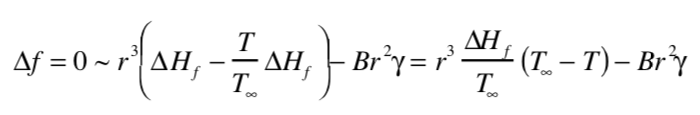 Δf = 0 ~ r³(ΔH_f − T/T_∞ ΔH_f) − Br²γ = r³ ΔH_f/T_∞ (T_∞ − T) − Br²γ